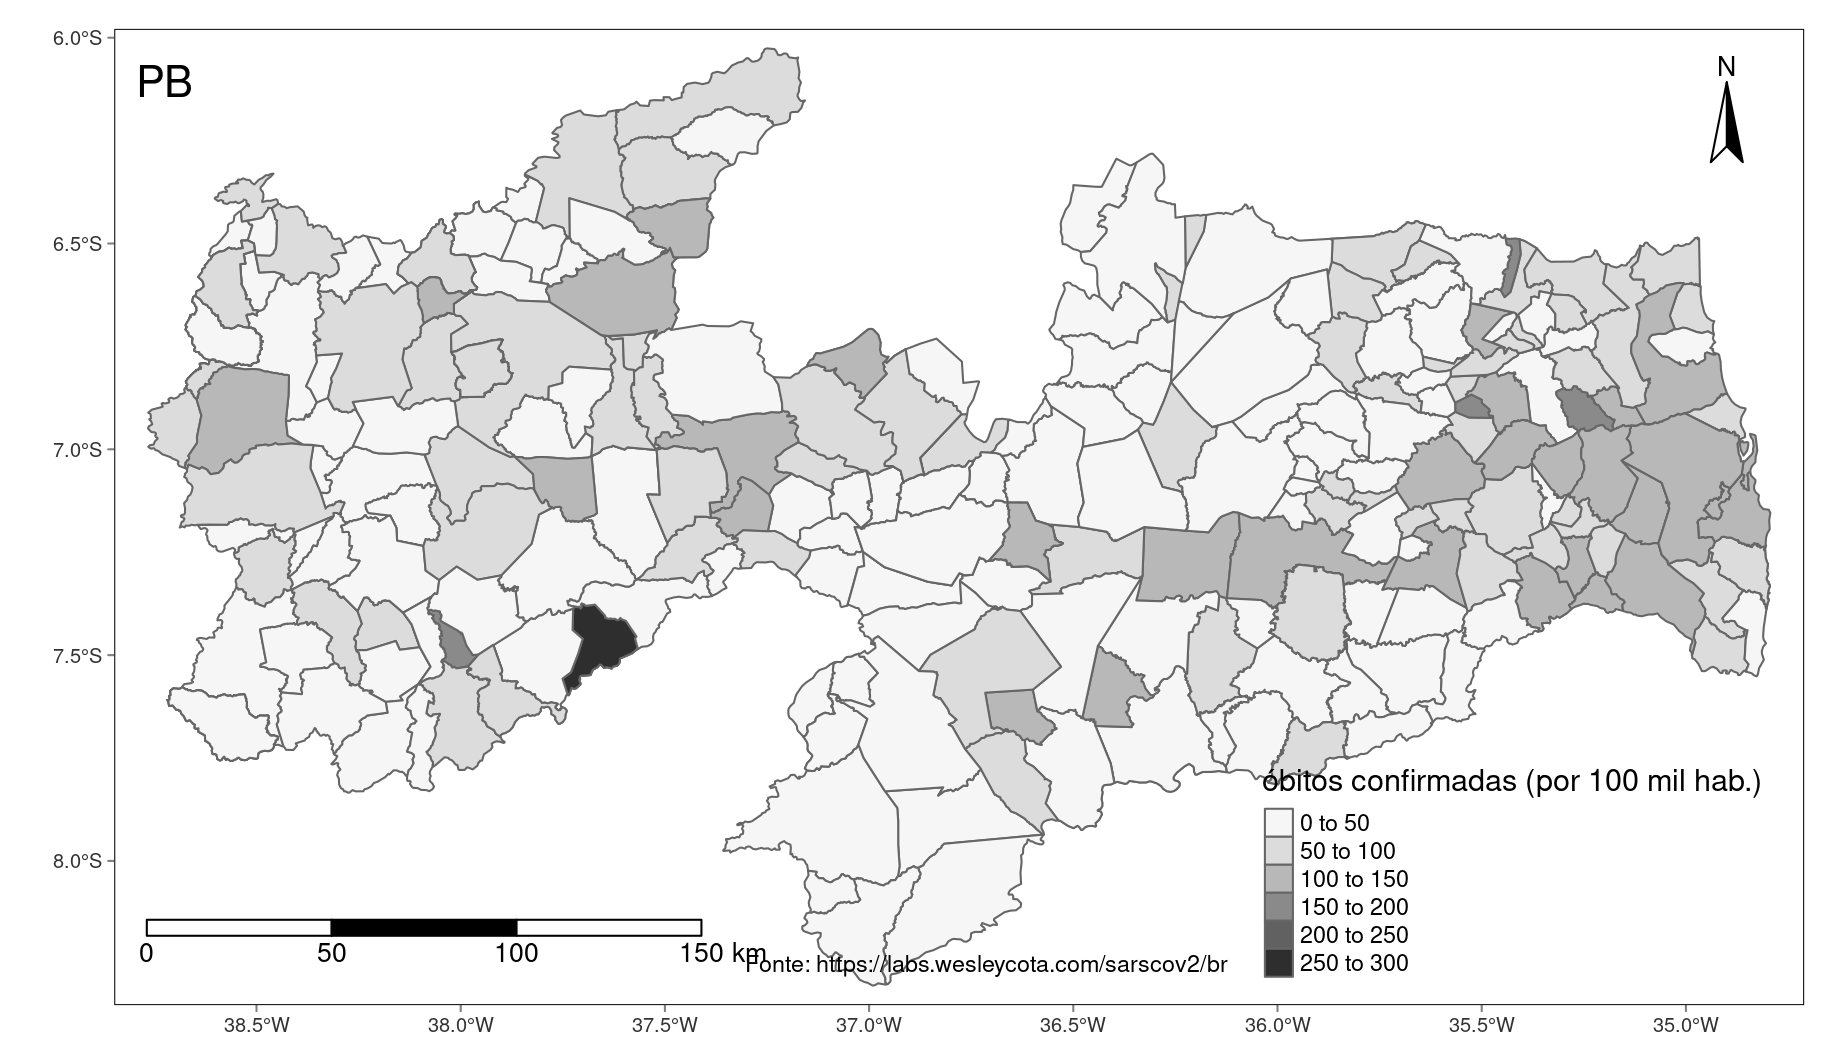 6.0°S
PB
N
6.5°S
7.0°S
7.5°S
8.0°S
óbitos confirmadas (por 100 mil hab.)
0 to 50
50 to 100
100 to 150
150 to 200
200 to 250
250 to 300
0 50 100 150 km
Fonte: https://labs.wesleycota.com/sarscov2/br
38.5°W 38.0°W 37.5°W 37.0°W 36.5°W 36.0°W 35.5°W 35.0°W